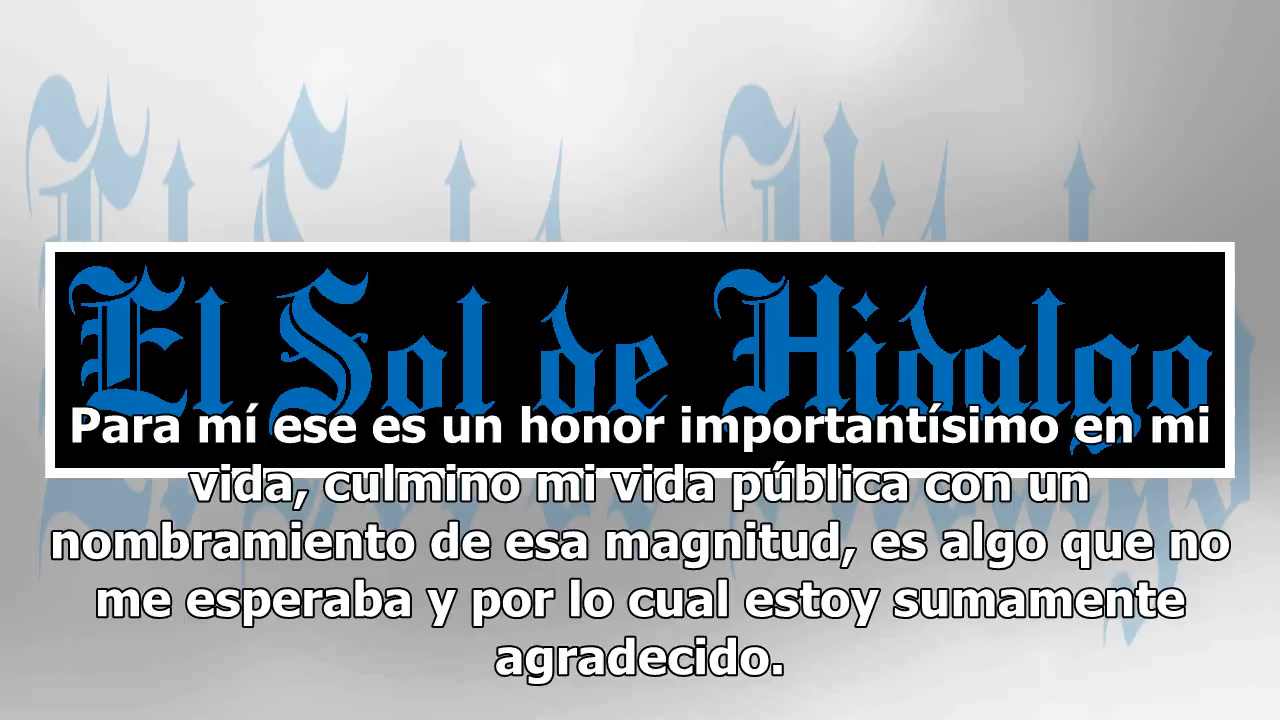 El Sol de Hidalgo
Para mí ese es un honor importantísimo en mi
vida, culmino mi vida pública con un
nombramiento de esa magnitud, es algo que no
me esperaba y por lo cual estoy sumamente
agradecido.